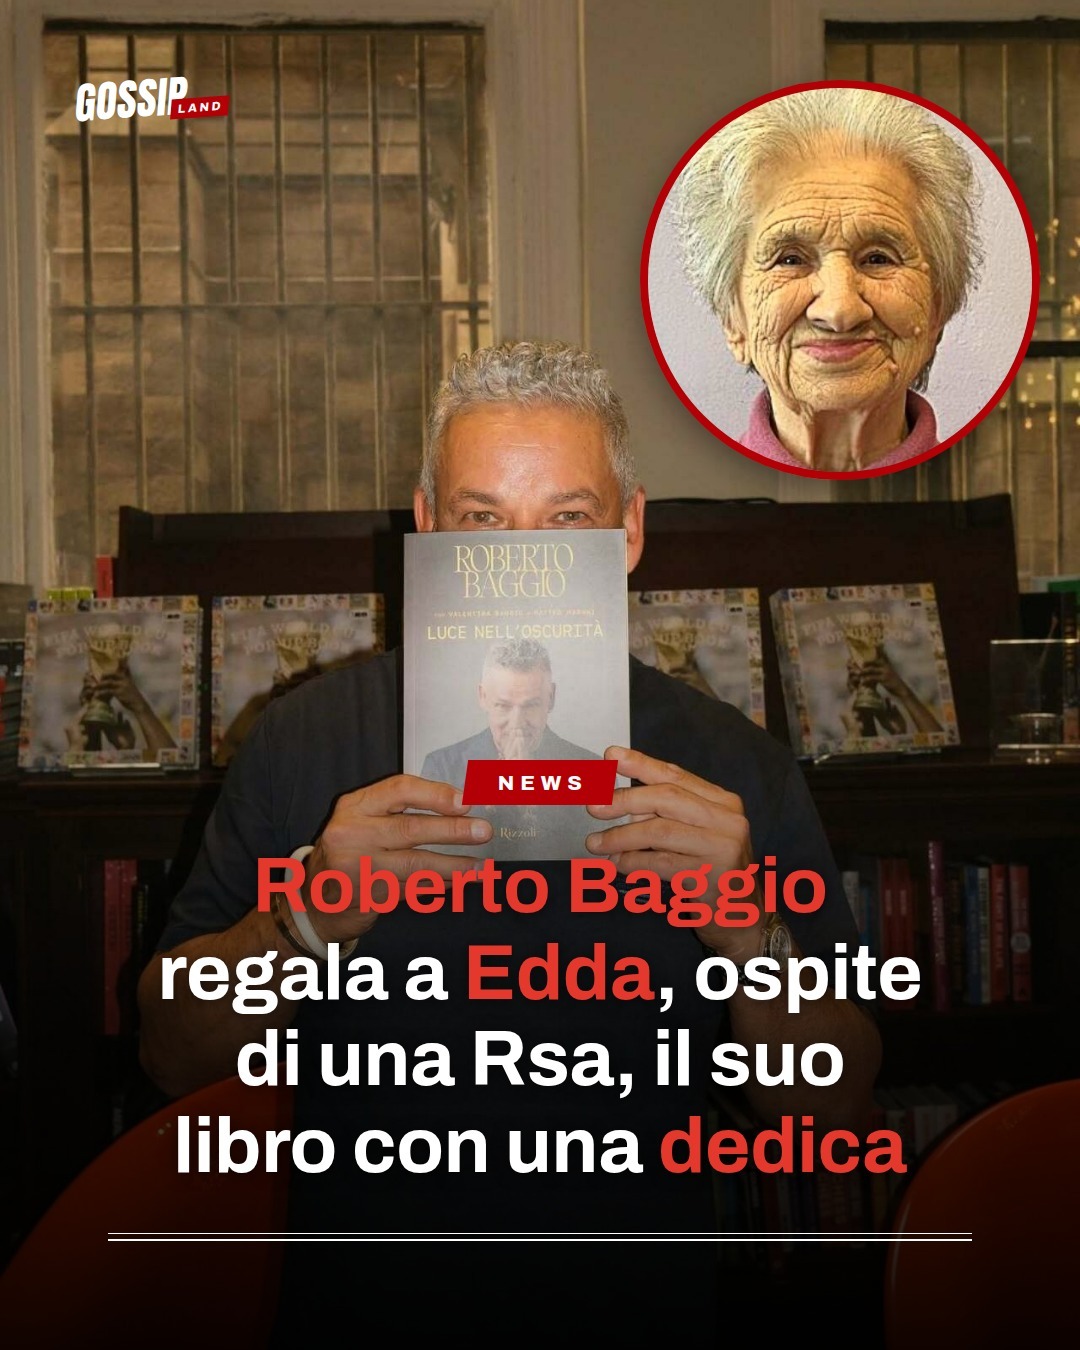 GOSSIP
LAND
ROBERTO
BAGGIO
LUCE NELL'OSCURITÀ
NEWS
Rizzoli
Roberto Baggio
regala a Edda, ospite
di una Rsa, il suo
libro con una dedica